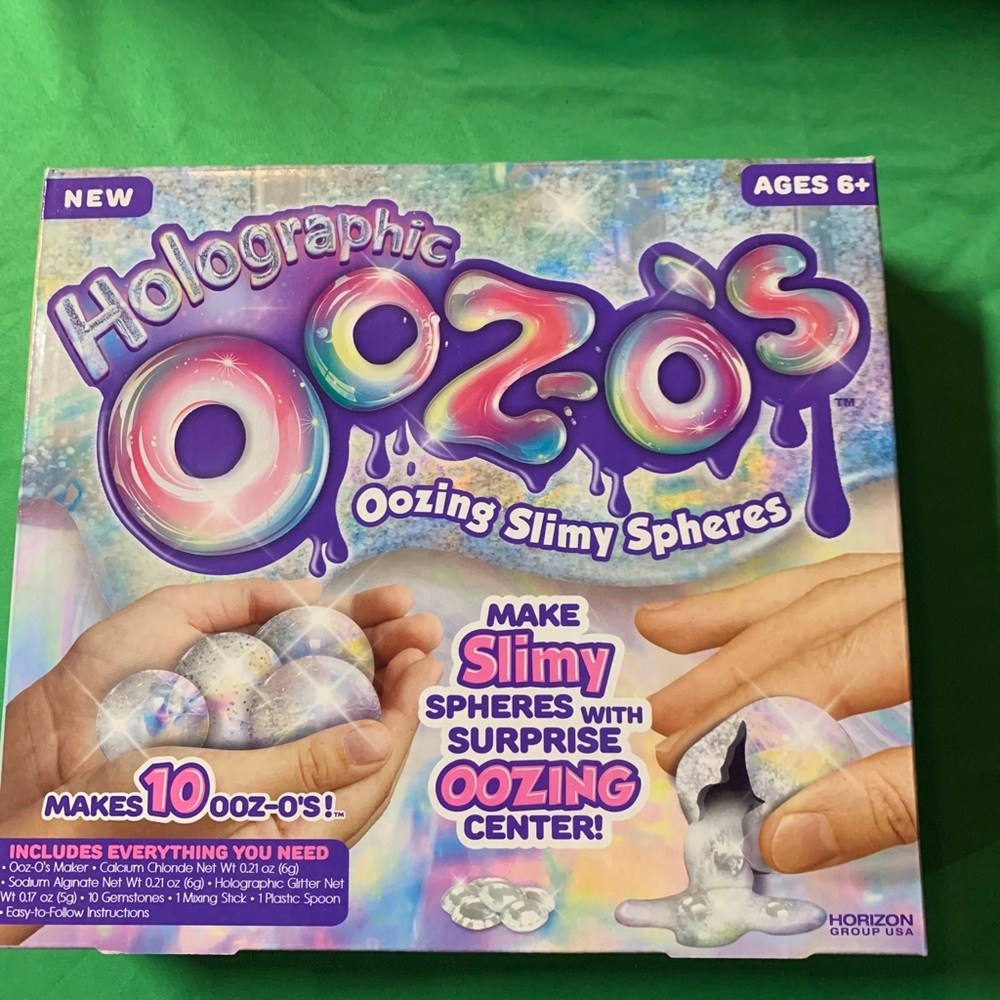 NEW
AGES 6+
Holographic
OOZ-O'S™
Oozing Slimy Spheres
MAKE
Slimy
SPHERES WITH
SURPRISE
OOZING
CENTER!
MAKES 10 OOZ-O'S!™
INCLUDES EVERYTHING YOU NEED
• Ooz-O's Maker • Calcium Chloride Net Wt 0.21 oz (6g)
• Sodium Alginate Net Wt 0.21 oz (6g) • Holographic Glitter Net
Wt 0.17 oz (5g) • 10 Gemstones • 1 Mixing Stick • 1 Plastic Spoon
• Easy-to-Follow Instructions
HORIZON
GROUP USA